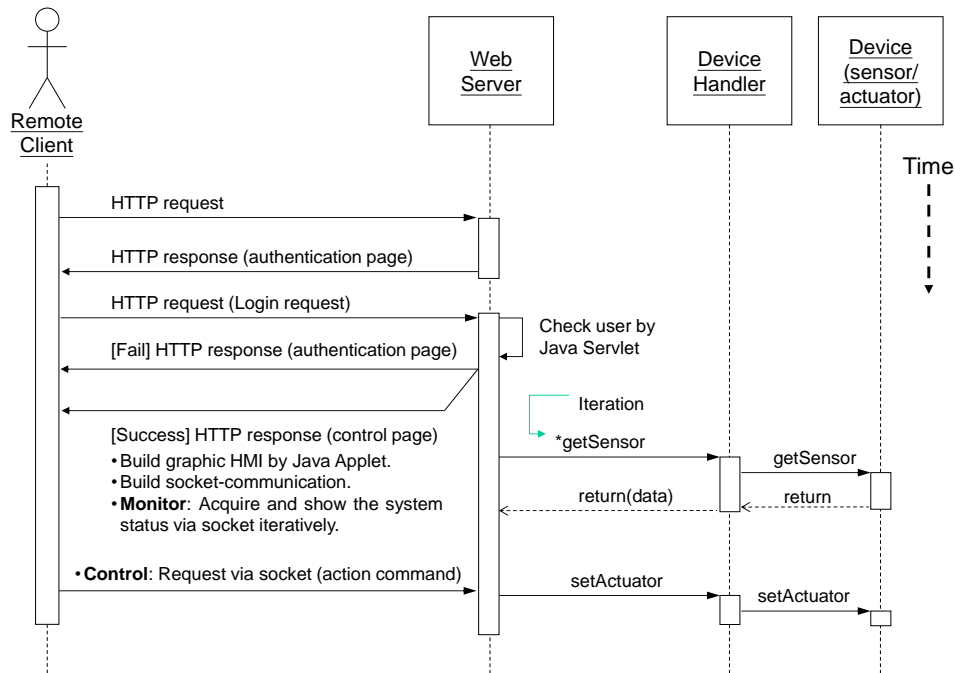 Remote
Client
Web
Server
Device
Handler
Device
(sensor/
actuator)
Time
HTTP request
HTTP response (authentication page)
HTTP request (Login request)
Check user by
Java Servlet
[Fail] HTTP response (authentication page)
Iteration
[Success] HTTP response (control page)
*getSensor
• Build graphic HMI by Java Applet.
getSensor
• Build socket-communication.
• Monitor: Acquire and show the system
status via socket iteratively.
return(data)
return
• Control: Request via socket (action command)
setActuator
setActuator